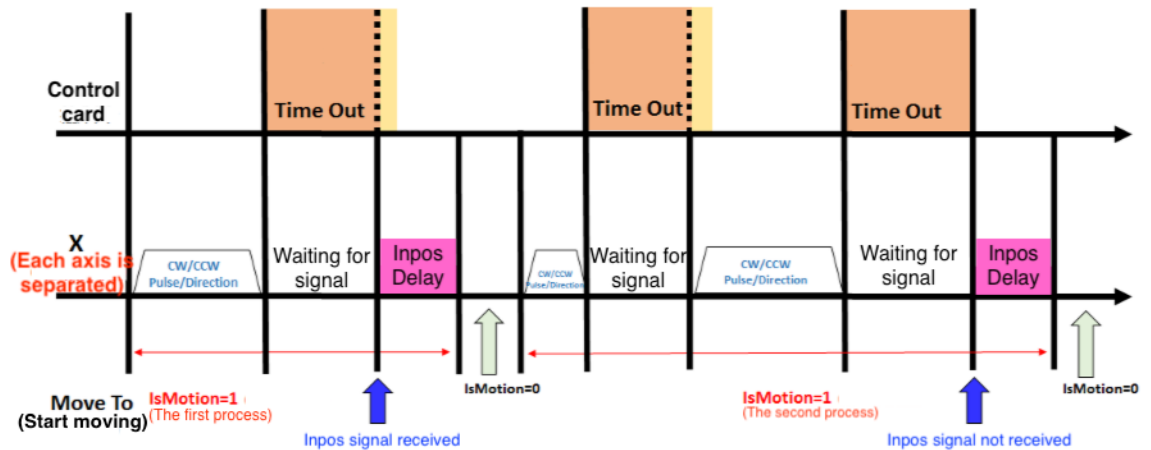 Control
card
Time Out
Time Out
Time Out
X
(Each axis is
separated)
CW/CCW
Pulse/Direction
Waiting for
signal
Inpos
Delay
CW/CCW
Pulse/Direction
Waiting for
signal
CW/CCW
Pulse/Direction
Waiting for
signal
Inpos
Delay
Move To
(Start moving)
IsMotion=1
(The first process)
IsMotion=0
IsMotion=1
(The second process)
IsMotion=0
Inpos signal received
Inpos signal not received